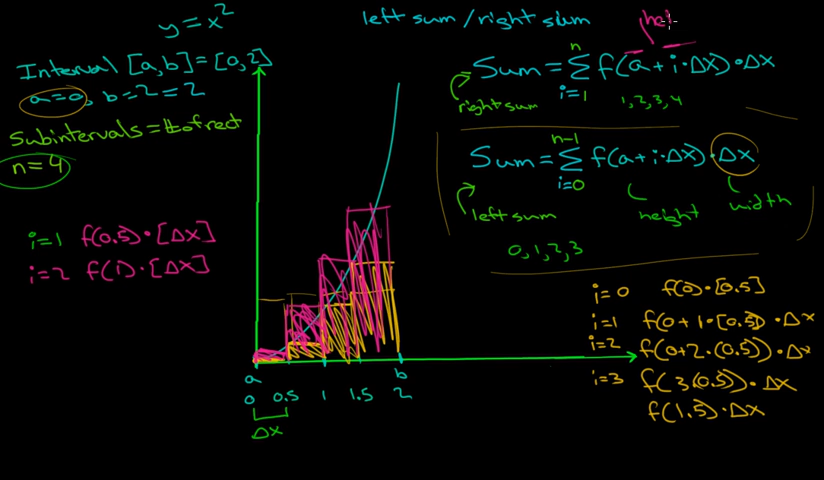 y = x²
left sum / right sum
hei
Interval [a,b] = [0,2]
a=0, b=2=2
Subintervals = # of rect
n=4
Sum = n Σ i=1 f(a+i·Δx)·Δx
right sum
1,2,3,4
Sum = n-1 Σ i=0 f(a+i·Δx)·Δx
left sum
height
width
0,1,2,3
i=1 f(0.5)·[Δx]
i=2 f(1)·[Δx]
i=0 f(0)·[0.5]
i=1 f(0+1·[0.5])·Δx
i=2 f(0+2·(0.5))·Δx
i=3 f(3(0.5))·Δx
f(1.5)·Δx
a b
0 0.5 1 1.5 2
Δx